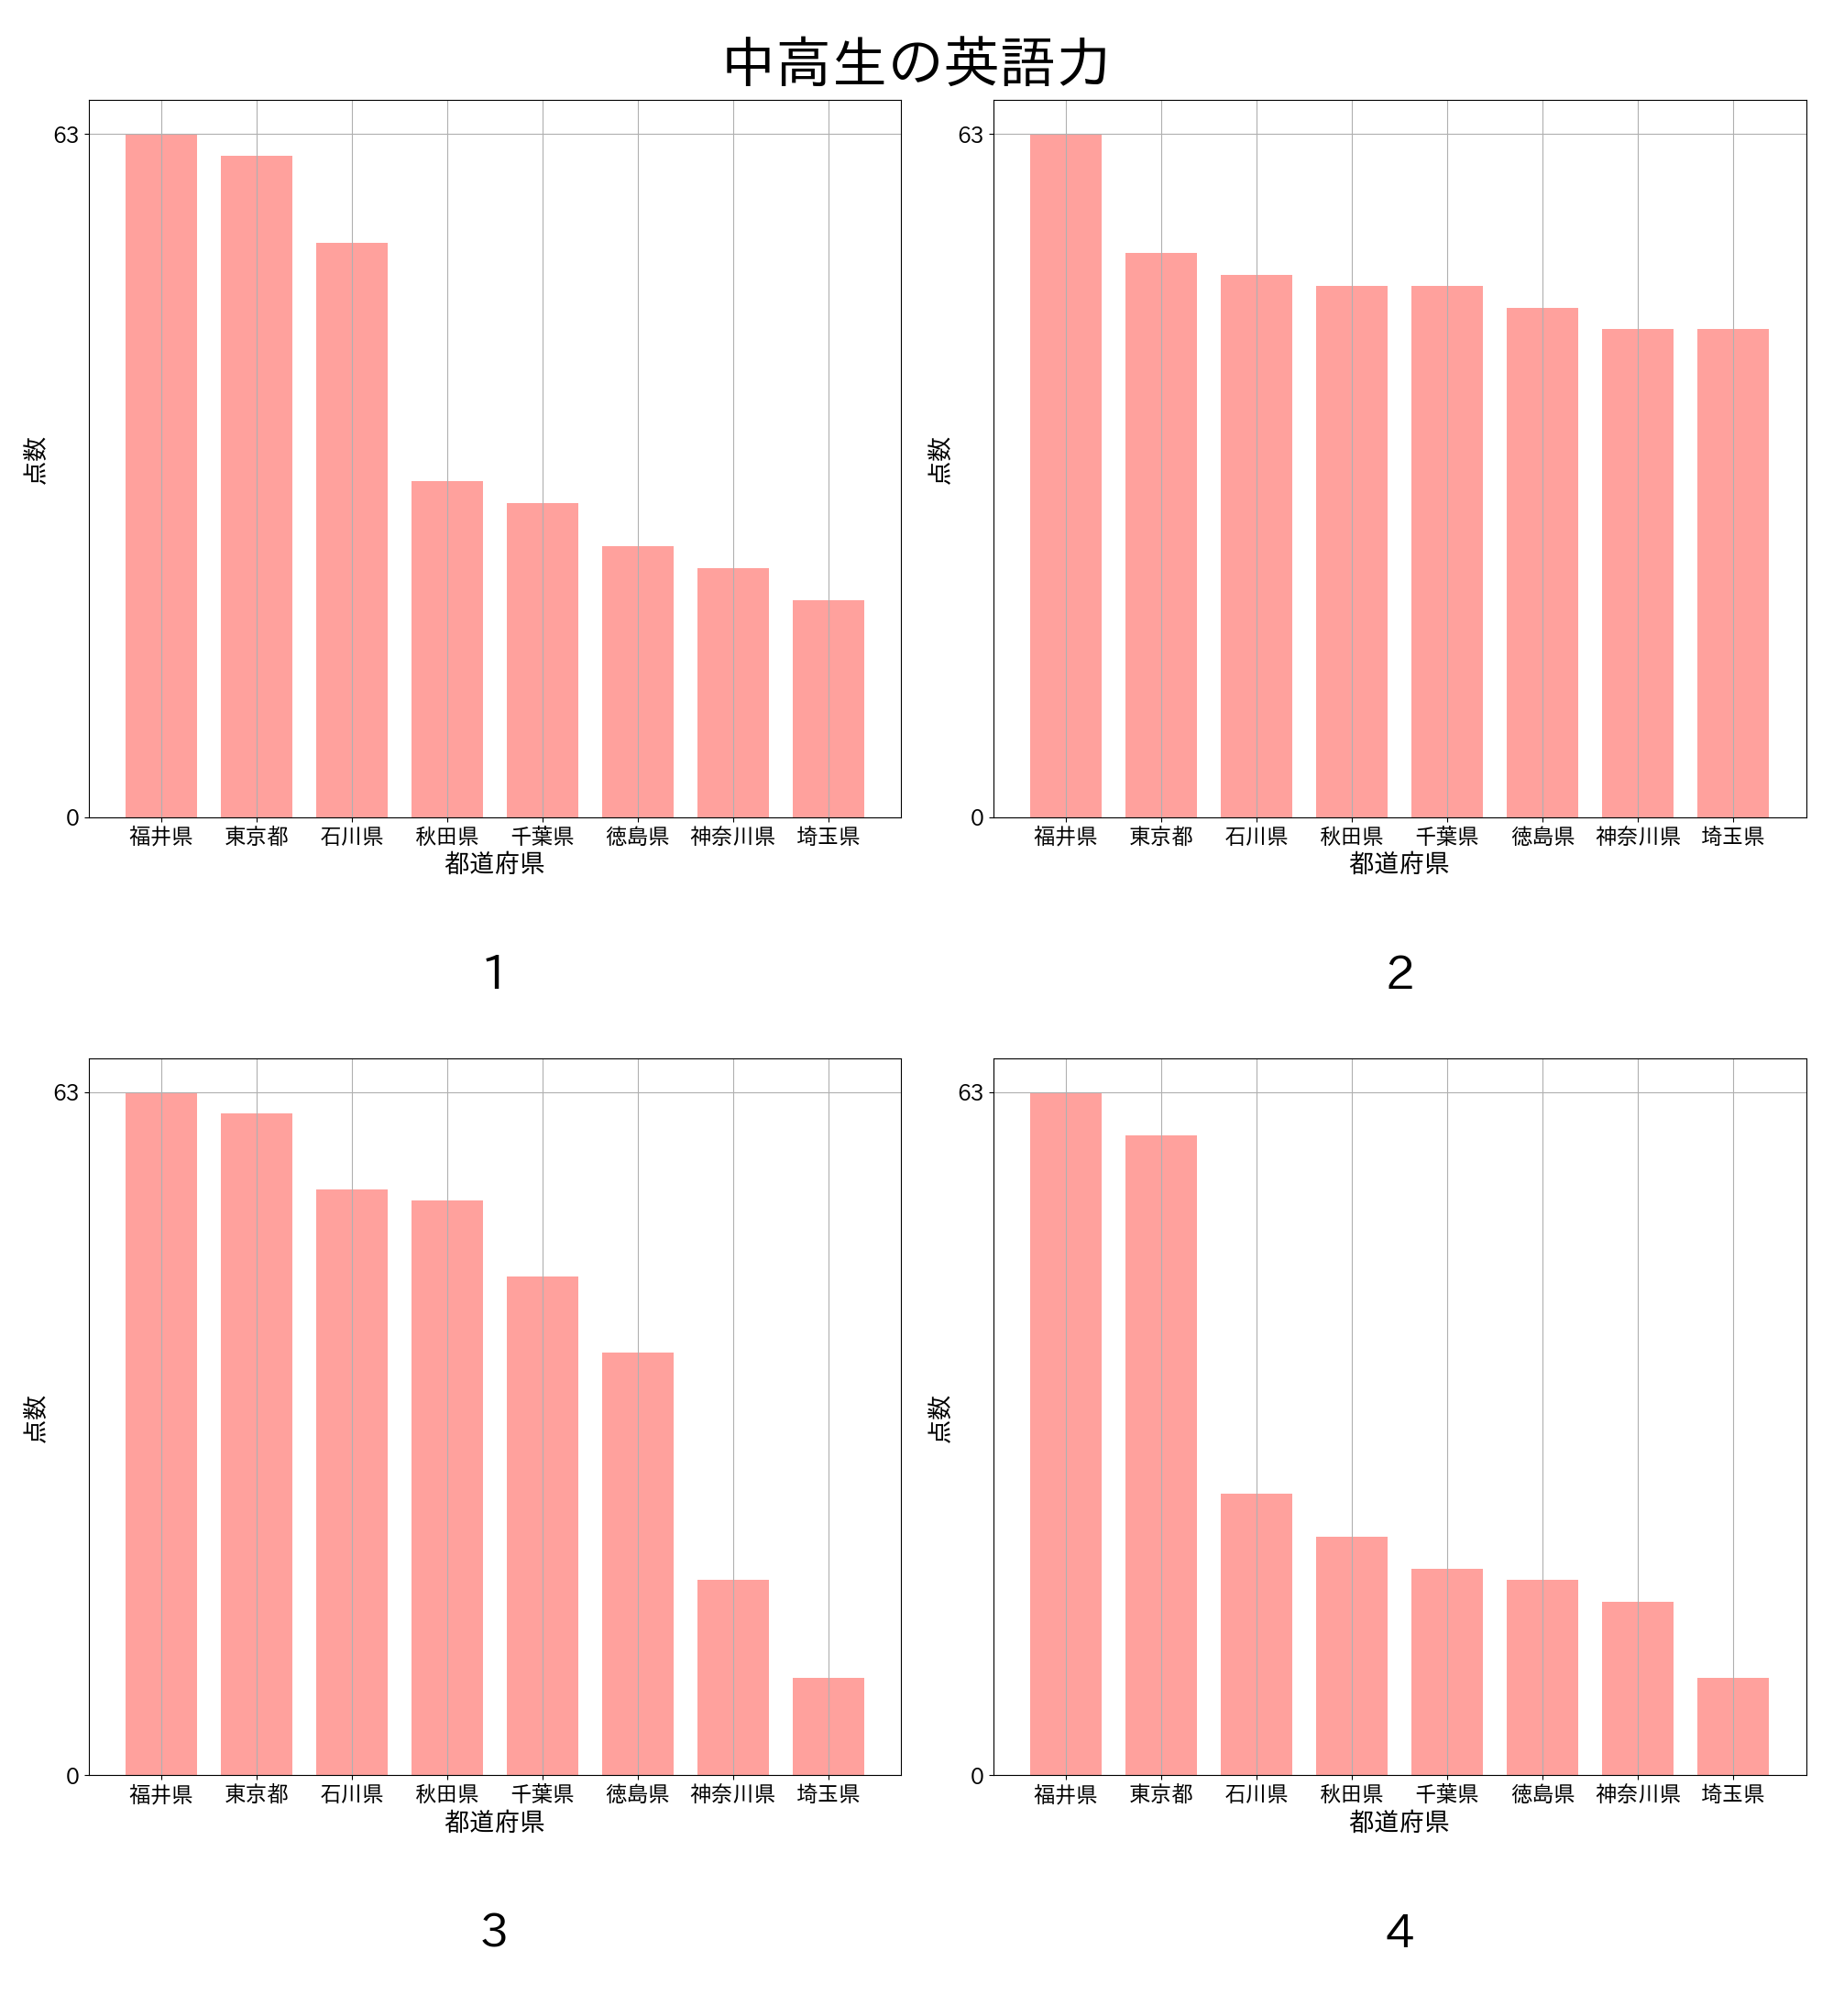 中高生の英語力
63
0
点数
福井県 東京都 石川県 秋田県 千葉県 徳島県 神奈川県 埼玉県
都道府県
1
63
0
点数
福井県 東京都 石川県 秋田県 千葉県 徳島県 神奈川県 埼玉県
都道府県
2
63
0
点数
福井県 東京都 石川県 秋田県 千葉県 徳島県 神奈川県 埼玉県
都道府県
3
63
0
点数
福井県 東京都 石川県 秋田県 千葉県 徳島県 神奈川県 埼玉県
都道府県
4